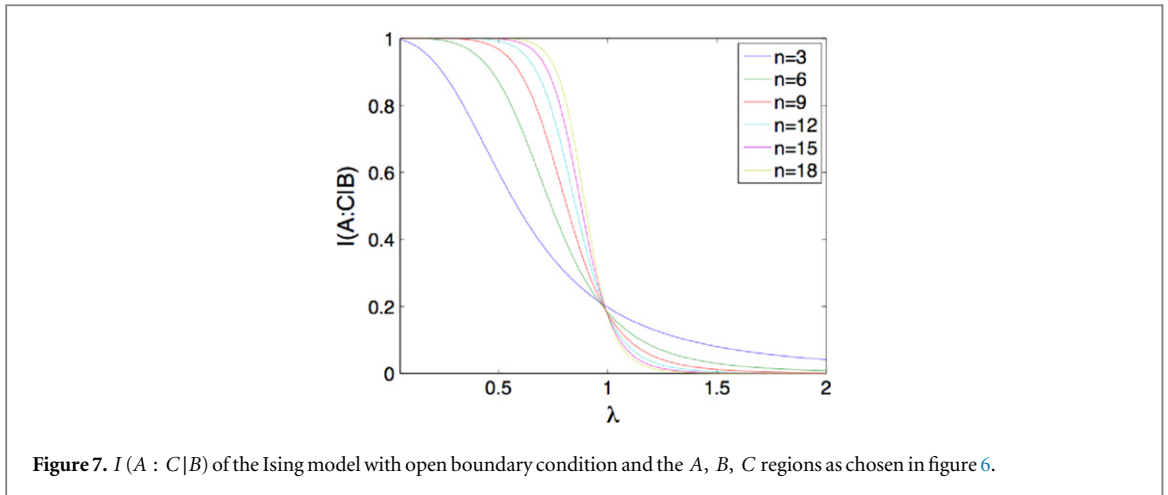 1
0.8
0.6
0.4
0.2
0
I(A:C|B)
n=3
n=6
n=9
n=12
n=15
n=18
0.5
1
1.5
2
λ
Figure 7. I (A : C|B) of the Ising model with open boundary condition and the A, B, C regions as chosen in figure 6.